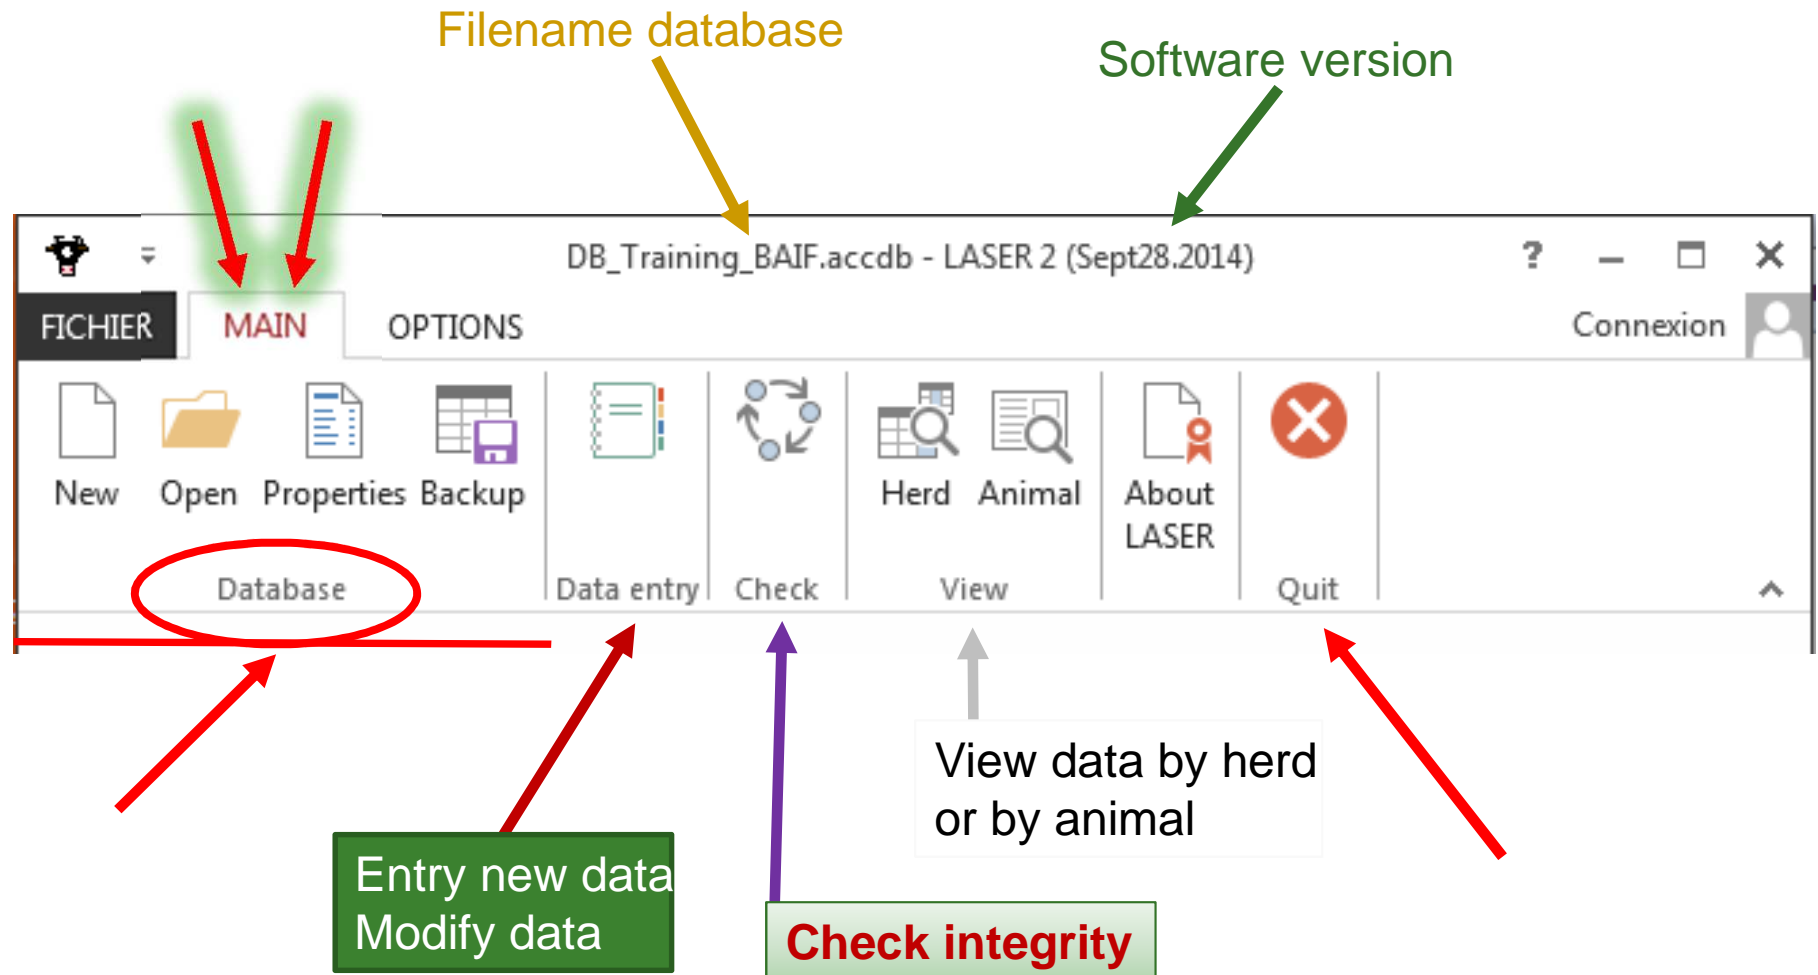 Filename database
Software version
DB_Training_BAIF.accdb - LASER 2 (Sept28.2014)
?
FICHIER MAIN OPTIONS Connexion
New Open Properties Backup Herd Animal About
LASER
Database Data entry Check View Quit
View data by herd
or by animal
Entry new data
Modify data
Check integrity